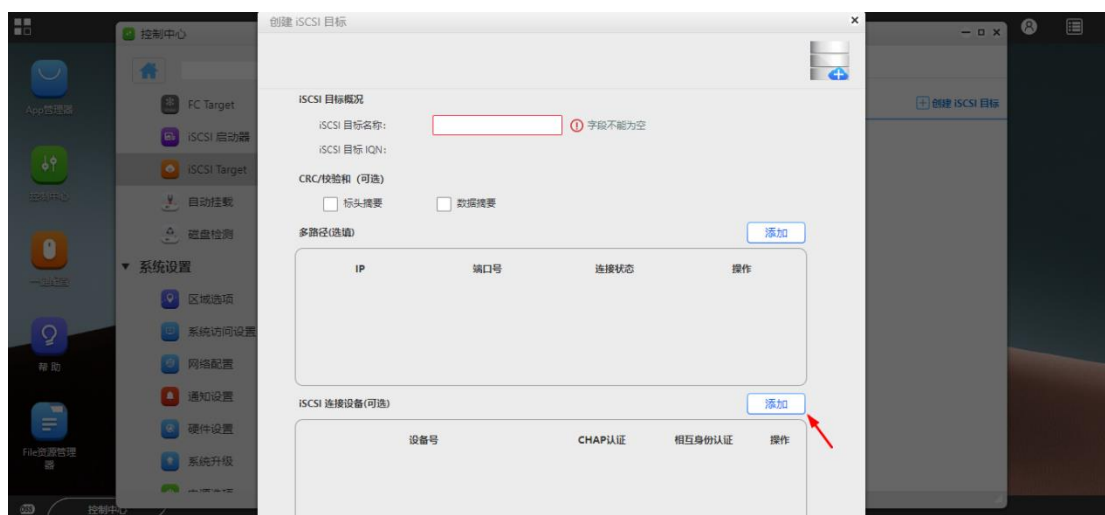 创建 iSCSI 目标
控制中心
App管理器
FC Target
iSCSI 启动器
iSCSI Target
自动挂载
磁盘检测
系统设置
区域选项
系统访问设置
网络配置
通知设置
硬件设置
系统升级
控制中心
帮 助
File资源管理
器
控制中心
创建 iSCSI 目标
iSCSI 目标概况
iSCSI 目标名称:
字段不能为空
iSCSI 目标 IQN:
CRC/校验和（可选）
标头摘要
数据摘要
多路径(选填)
添加
IP
端口号
连接状态
操作
iSCSI 连接设备(可选)
添加
设备号
CHAP认证
相互身份认证
操作